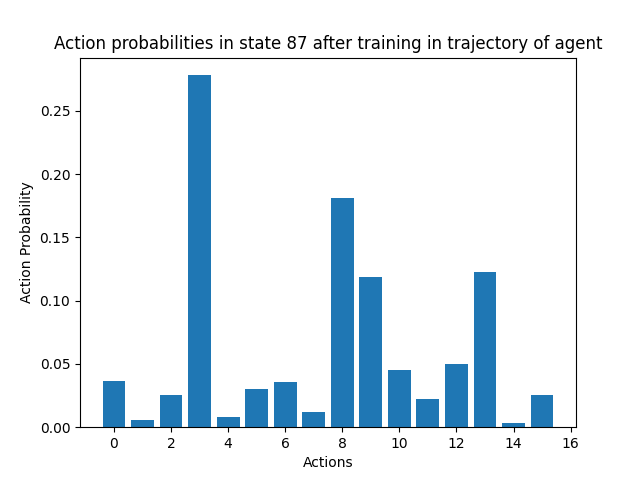 Action probabilities in state 87 after training in trajectory of agent
0.25
0.20
0.15
0.10
0.05
0.00
Action Probability
0 2 4 6 8 10 12 14 16
Actions